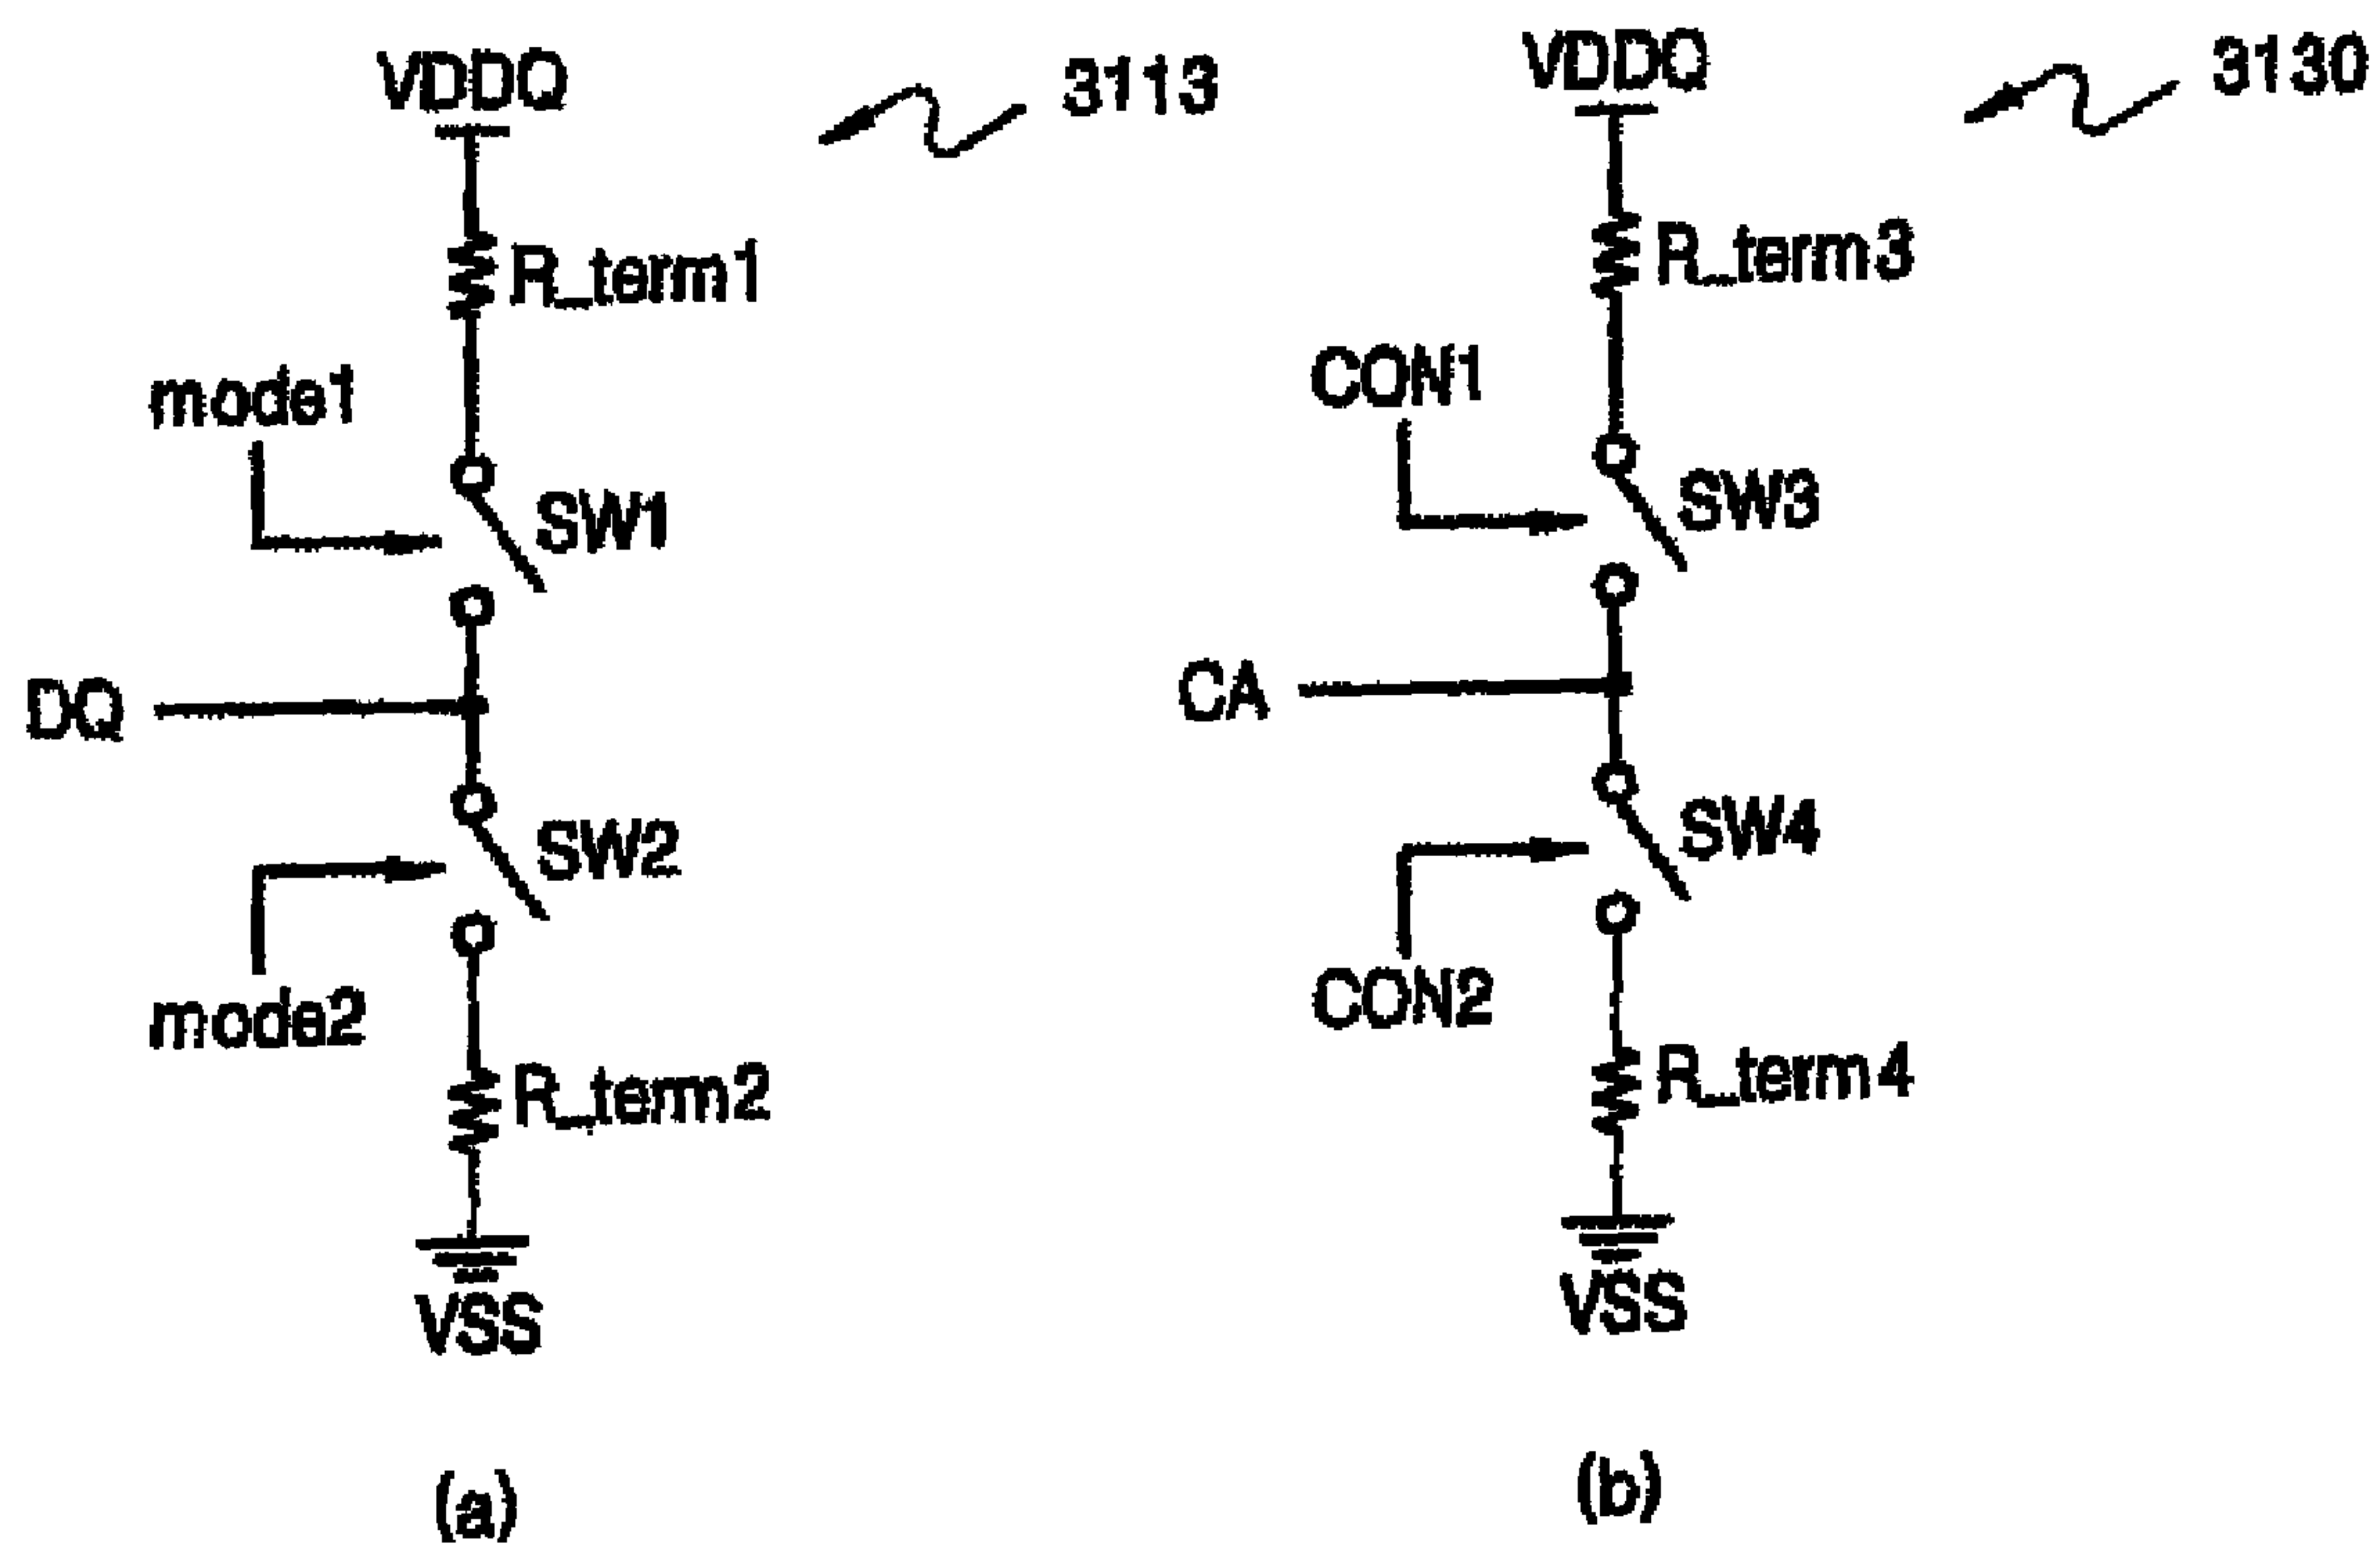 VDDQ
3113
R_term1
mode1
SW1
DQ
SW2
mode2
R_term2
VSS
(a)
VDDQ
3130
R_term3
CON1
SW3
CA
SW4
CON2
R_term4
VSS
(b)